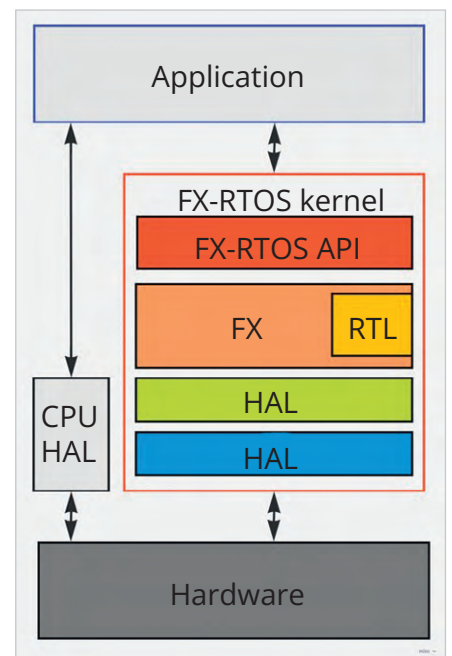 Application
FX-RTOS kernel
FX-RTOS API
FX
RTL
HAL
CPU
HAL
HAL
Hardware